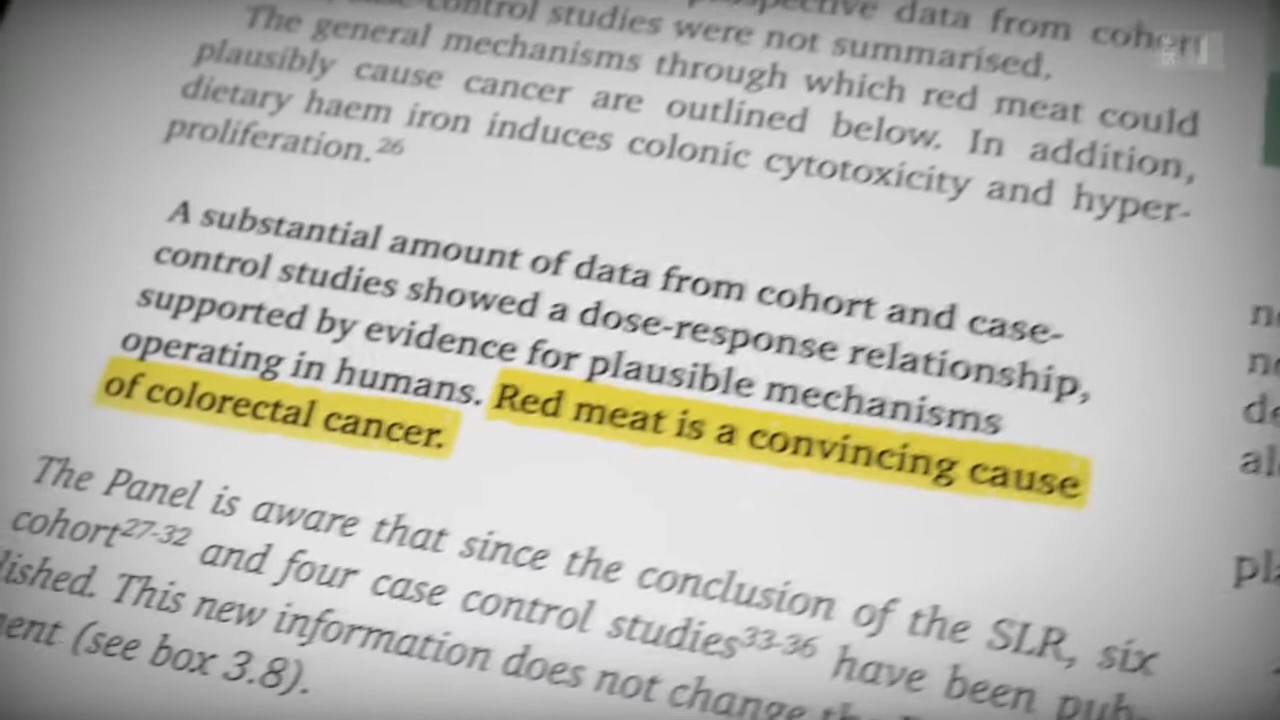 control studies were not summarised.
The general mechanisms through which red meat could
plausibly cause cancer are outlined below. In addition,
dietary haem iron induces colonic cytotoxicity and hyper-
proliferation.26
A substantial amount of data from cohort and case-
control studies showed a dose-response relationship,
supported by evidence for plausible mechanisms
operating in humans. Red meat is a convincing cause
of colorectal cancer.
The Panel is aware that since the conclusion of the SLR, six
cohort27-32 and four case control studies33-36 have been pub-
lished. This new information does not change the
(see box 3.8).